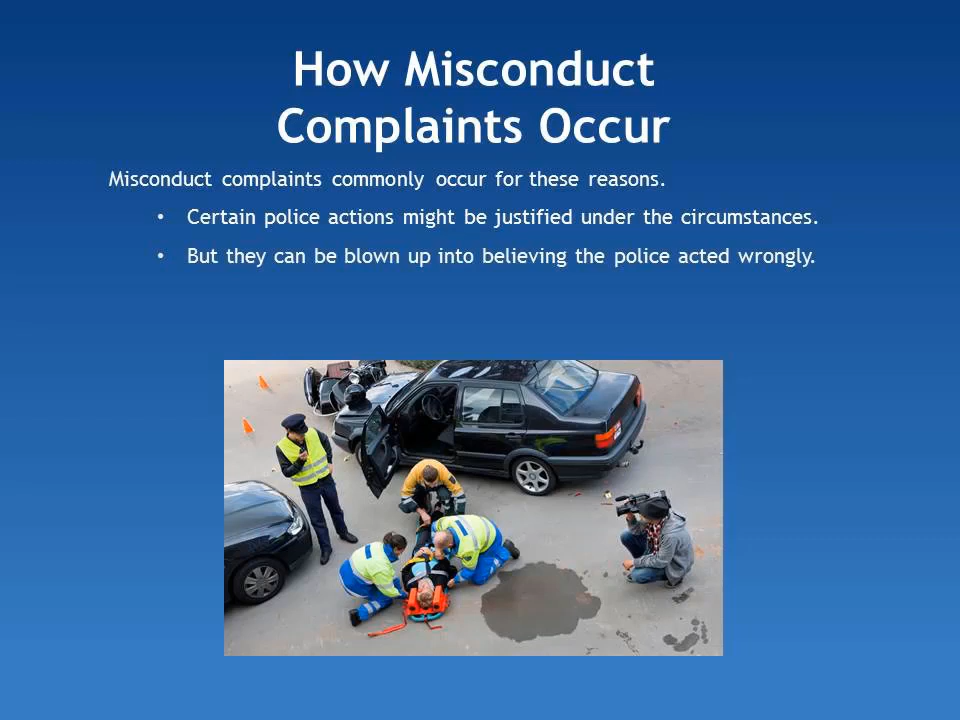 How Misconduct
Complaints Occur
Misconduct complaints commonly occur for these reasons.
• Certain police actions might be justified under the circumstances.
• But they can be blown up into believing the police acted wrongly.